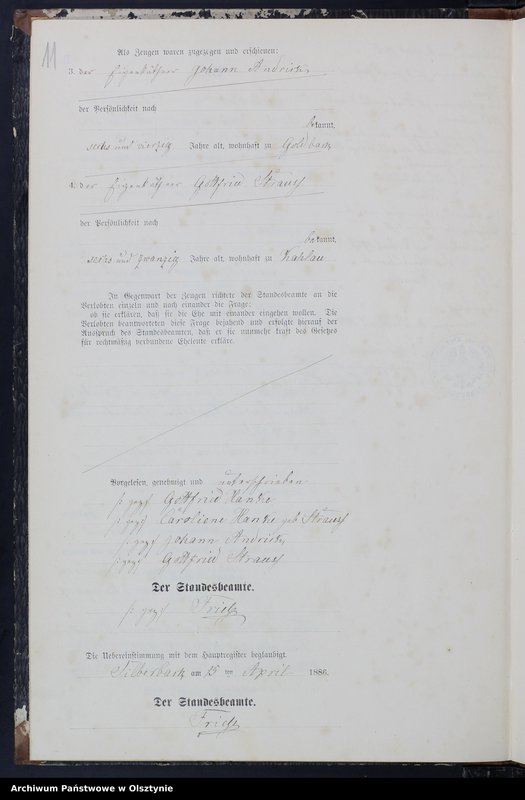 11
Als Zeugen waren zugezogen und erschienen:
3. der Eigenkäthner Johann
der Persönlichkeit nach
bekannt,
sechs und vierzig Jahre alt, wohnhaft zu Goldbach
4. der Eigenkäthner Gottfried Strauß
der Persönlichkeit nach
bekannt,
sechs und zwanzig Jahre alt, wohnhaft zu Kahlau
In Gegenwart der Zeugen richtete der Standesbeamte an die
Verlobten einzeln und nach einander die Frage:
ob sie erklären, daß sie die Ehe mit einander eingehen wollen. Die
Verlobten beantworteten diese Frage bejahend und erfolgte hierauf der
Ausspruch des Standesbeamten, daß er sie nunmehr kraft des Gesetzes
für rechtmäßig verbundene Eheleute erkläre.
Vorgelesen, genehmigt und unterschrieben
gez. Gottfried Hanke
gez. Caroliene Hanke geb. Strauß
gez. Johann
gez. Gottfried Strauß
Der Standesbeamte.
gez.
Die Uebereinstimmung mit dem Hauptregister beglaubigt.
Silberbach am 15 ten April 1886.
Der Standesbeamte.
Archiwum Państwowe w Olsztynie